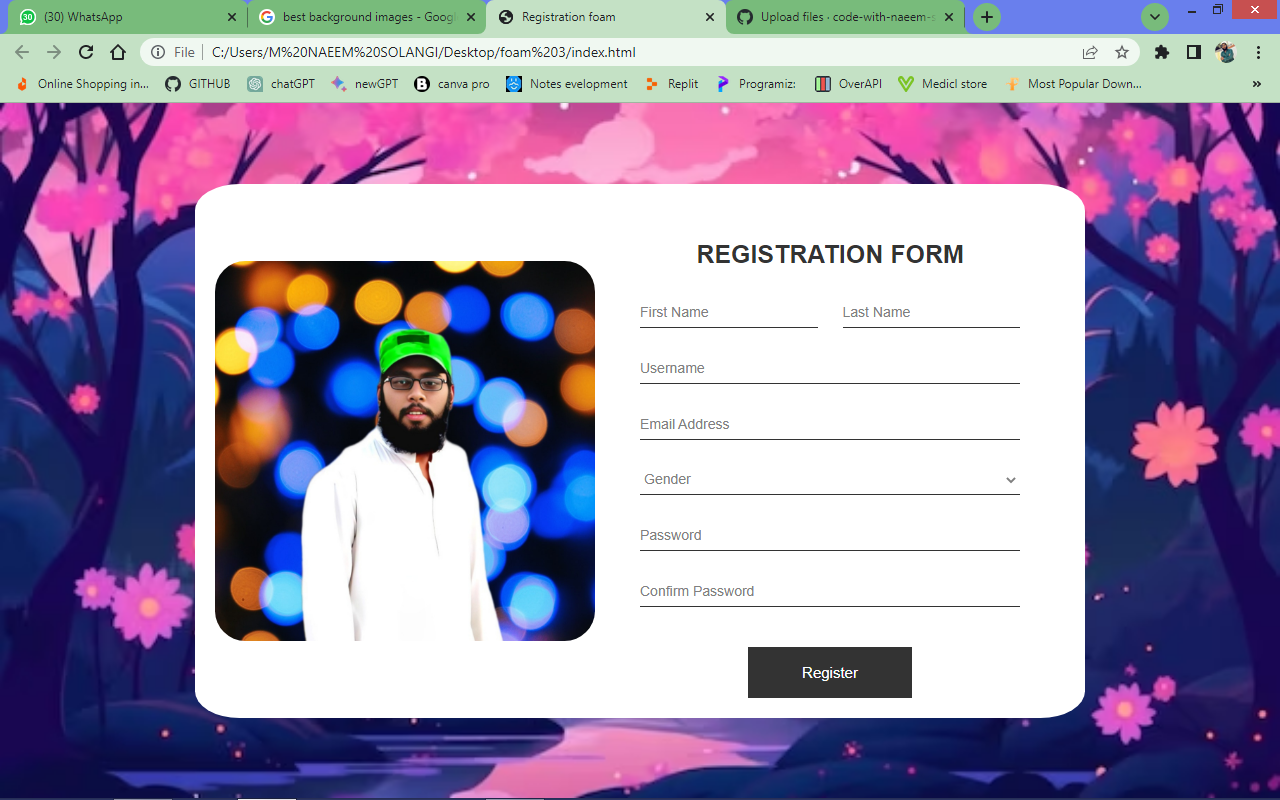 30 (30) WhatsApp
best background images - Googl
Registration foam
Upload files · code-with-naeem-s
File
C:/Users/M%20NAEEM%20SOLANGI/Desktop/foam%203/index.html
Online Shopping in...
GITHUB
chatGPT
newGPT
B canva pro
Notes evelopment
Replit
Programiz:
OverAPI
Medicl store
Most Popular Down...
REGISTRATION FORM
First Name Last Name
Username
Email Address
Gender
Password
Confirm Password
Register